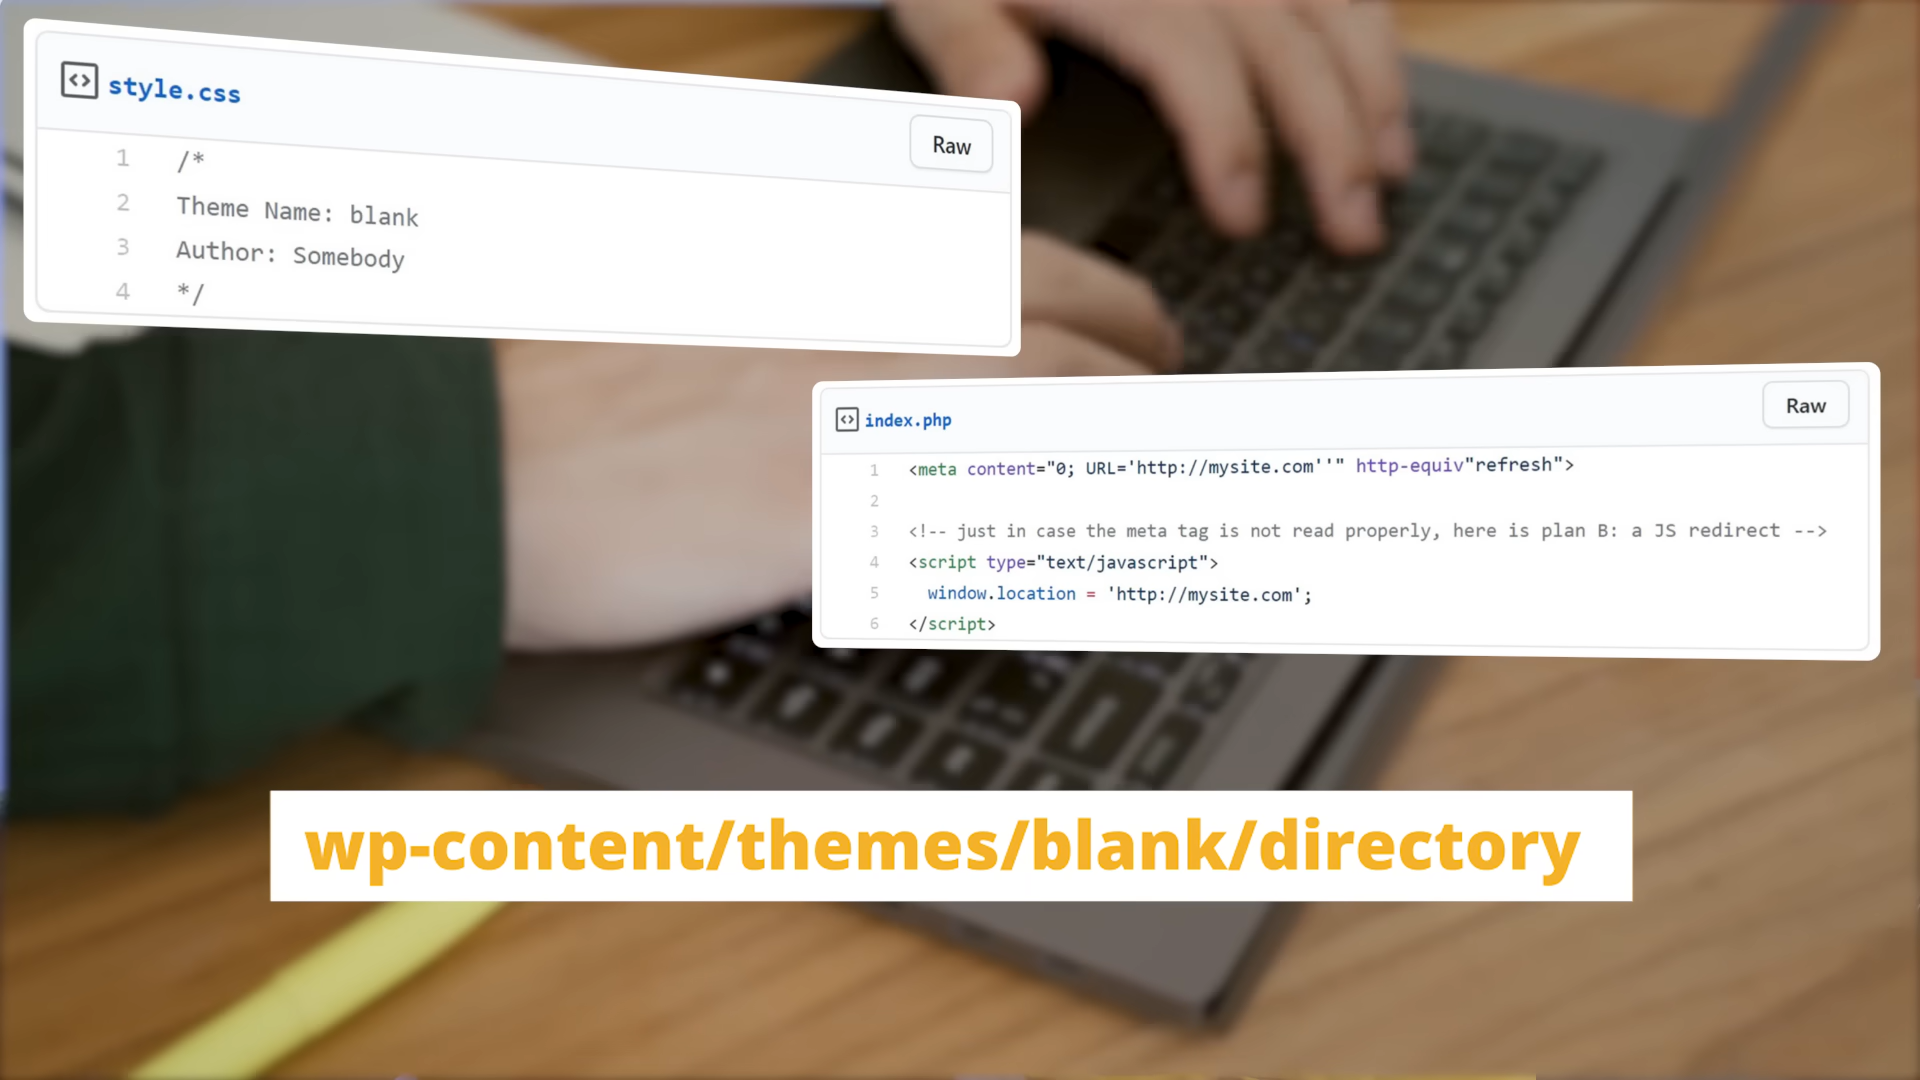 style.css
Raw
1 /*
2 Theme Name: blank
3 Author: Somebody
4 */
index.php
Raw
1 <meta content="0; URL='http://mysite.com''" http-equiv"refresh">
2
3 <!-- just in case the meta tag is not read properly, here is plan B: a JS redirect -->
4 <script type="text/javascript">
5 window.location = 'http://mysite.com';
6 </script>
wp-content/themes/blank/directory